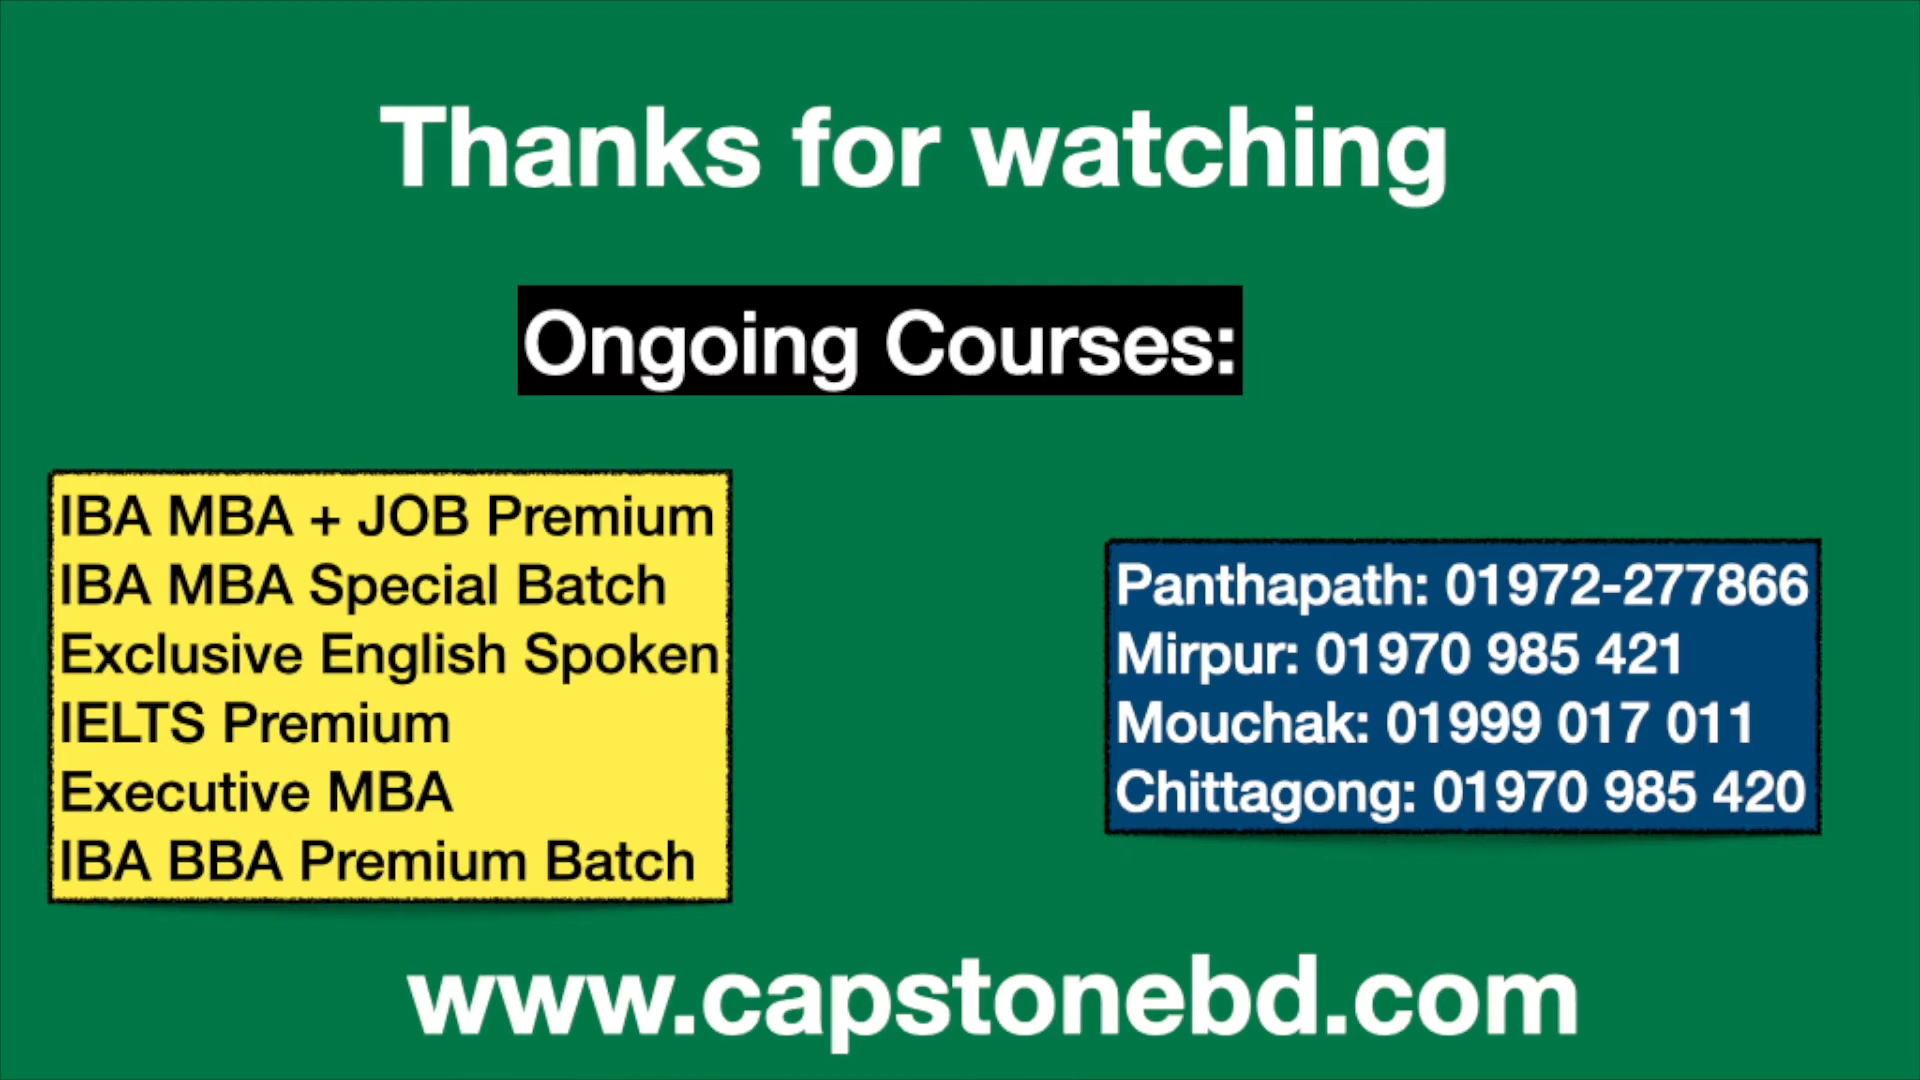 Thanks for watching
Ongoing Courses:
IBA MBA + JOB Premium
IBA MBA Special Batch
Exclusive English Spoken
IELTS Premium
Executive MBA
IBA BBA Premium Batch
Panthapath: 01972-277866
Mirpur: 01970 985 421
Mouchak: 01999 017 011
Chittagong: 01970 985 420
www.capstonebd.com